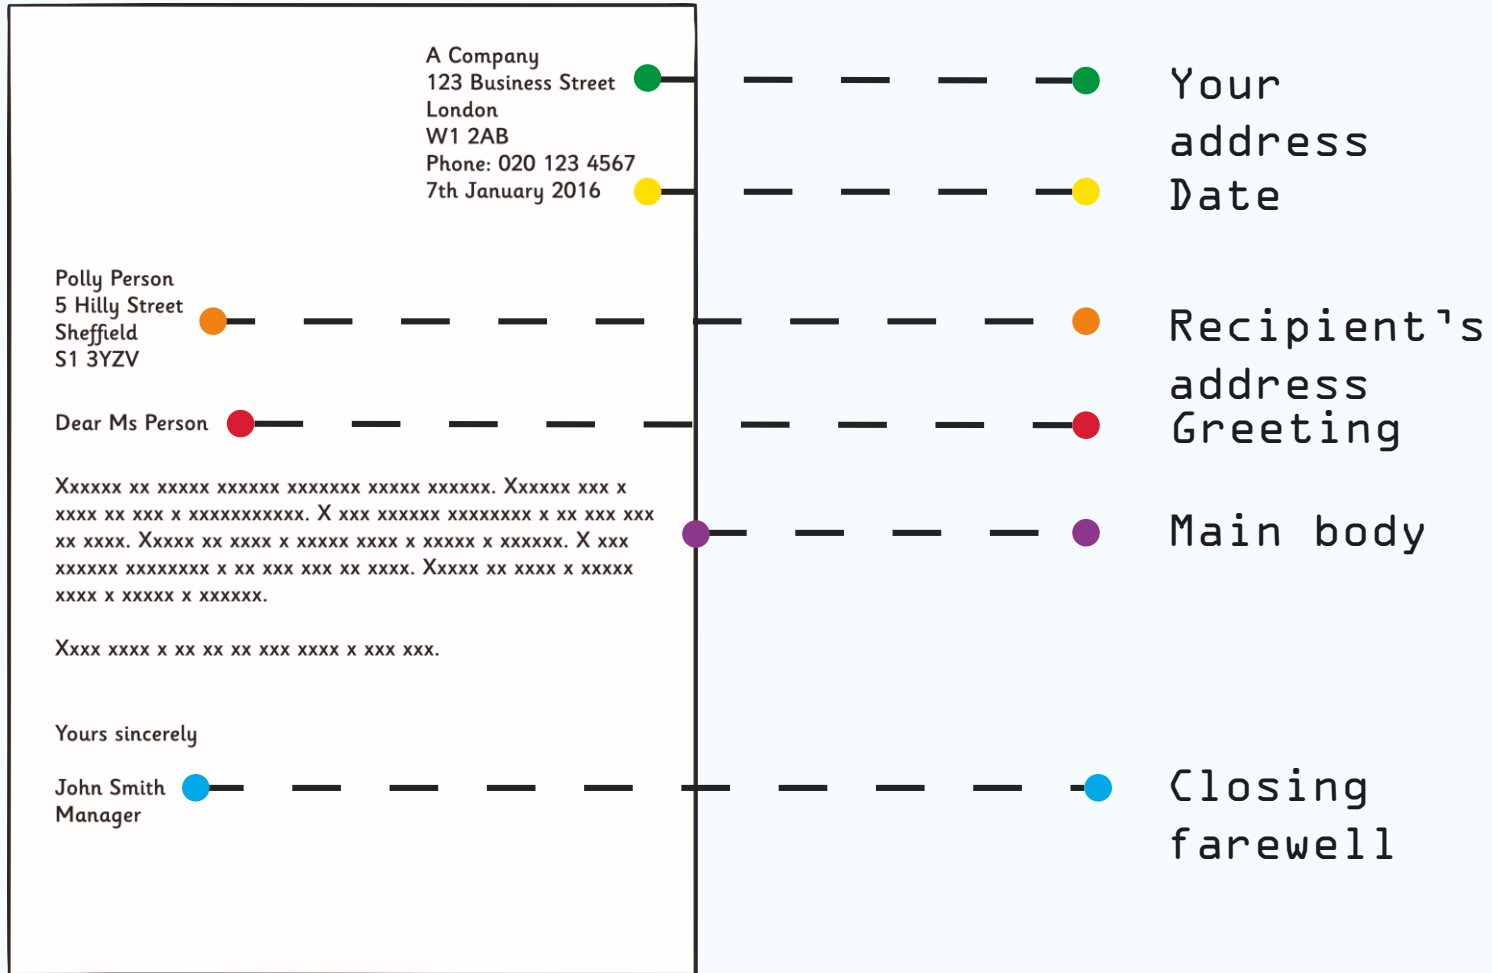 A Company
123 Business Street
London
W1 2AB
Phone: 020 123 4567
7th January 2016
Your
address
Date
Polly Person
5 Hilly Street
Sheffield
S1 3YZV
Recipient's
address
Dear Ms Person
Greeting
Xxxxxx xx xxxxx xxxxxx xxxxxxx xxxxx xxxxxx. Xxxxxx xxx x
xxxx xx xxx x xxxxxxxxxxx. X xxx xxxxxx xxxxxxxx x xx xxx xxx
xx xxxx. Xxxxx xx xxxx x xxxxx xxxx x xxxxx x xxxxxx. X xxx
xxxxxx xxxxxxxx x xx xxx xxx xx xxxx. Xxxxx xx xxxx x xxxxx
xxxx x xxxxx x xxxxxx.
Main body
Xxxx xxxx x xx xx xx xxx xxxx x xxx xxx.
Yours sincerely
John Smith
Manager
Closing
farewell